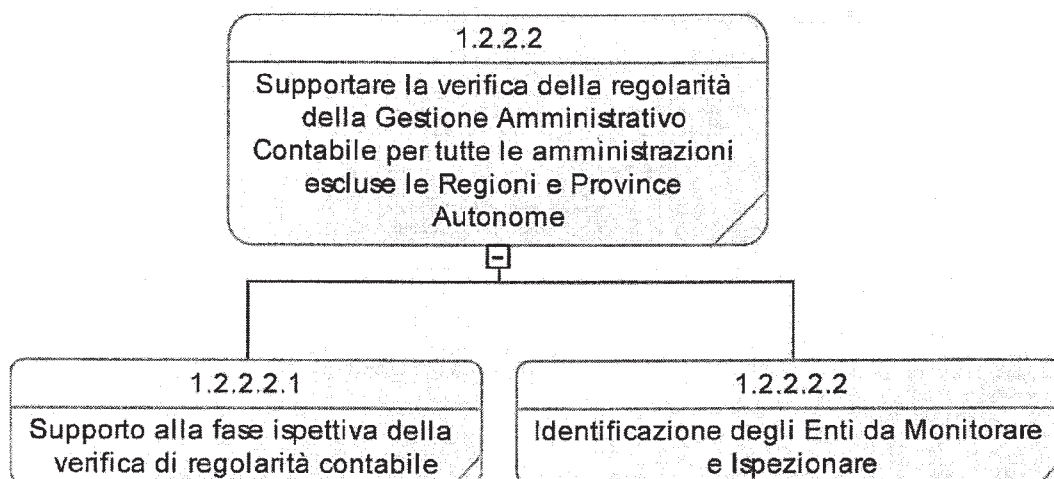 1.2.2.2
Supportare la verifica della regolarità
della Gestione Amministrativo
Contabile per tutte le amministrazioni
escluse le Regioni e Province
Autonome
1.2.2.2.1
Supporto alla fase ispettiva della
verifica di regolarità contabile
1.2.2.2.2
Identificazione degli Enti da Monitorare
e Ispezionare